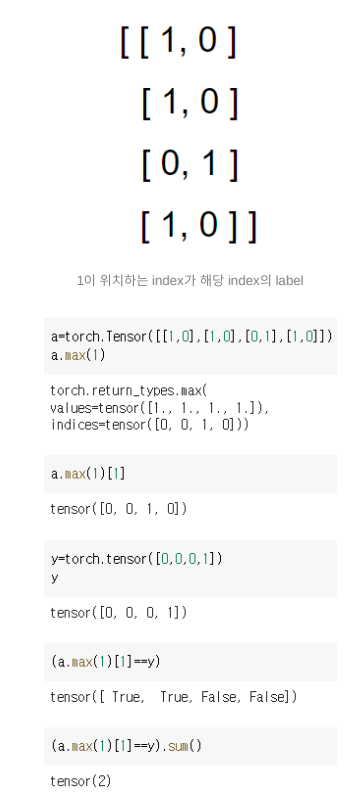 [ [ 1, 0 ]
[ 1, 0 ]
[ 0, 1 ]
[ 1, 0 ] ]
1이 위치하는 index가 해당 index의 label
a=torch.Tensor([[1,0],[1,0],[0,1],[1,0]])
a.max(1)
torch.return_types.max(
values=tensor([1., 1., 1., 1.]),
indices=tensor([0, 0, 1, 0]))
a.max(1)[1]
tensor([0, 0, 1, 0])
y=torch.tensor([0,0,0,1])
y
tensor([0, 0, 0, 1])
(a.max(1)[1]==y)
tensor([ True,  True, False, False])
(a.max(1)[1]==y).sum()
tensor(2)